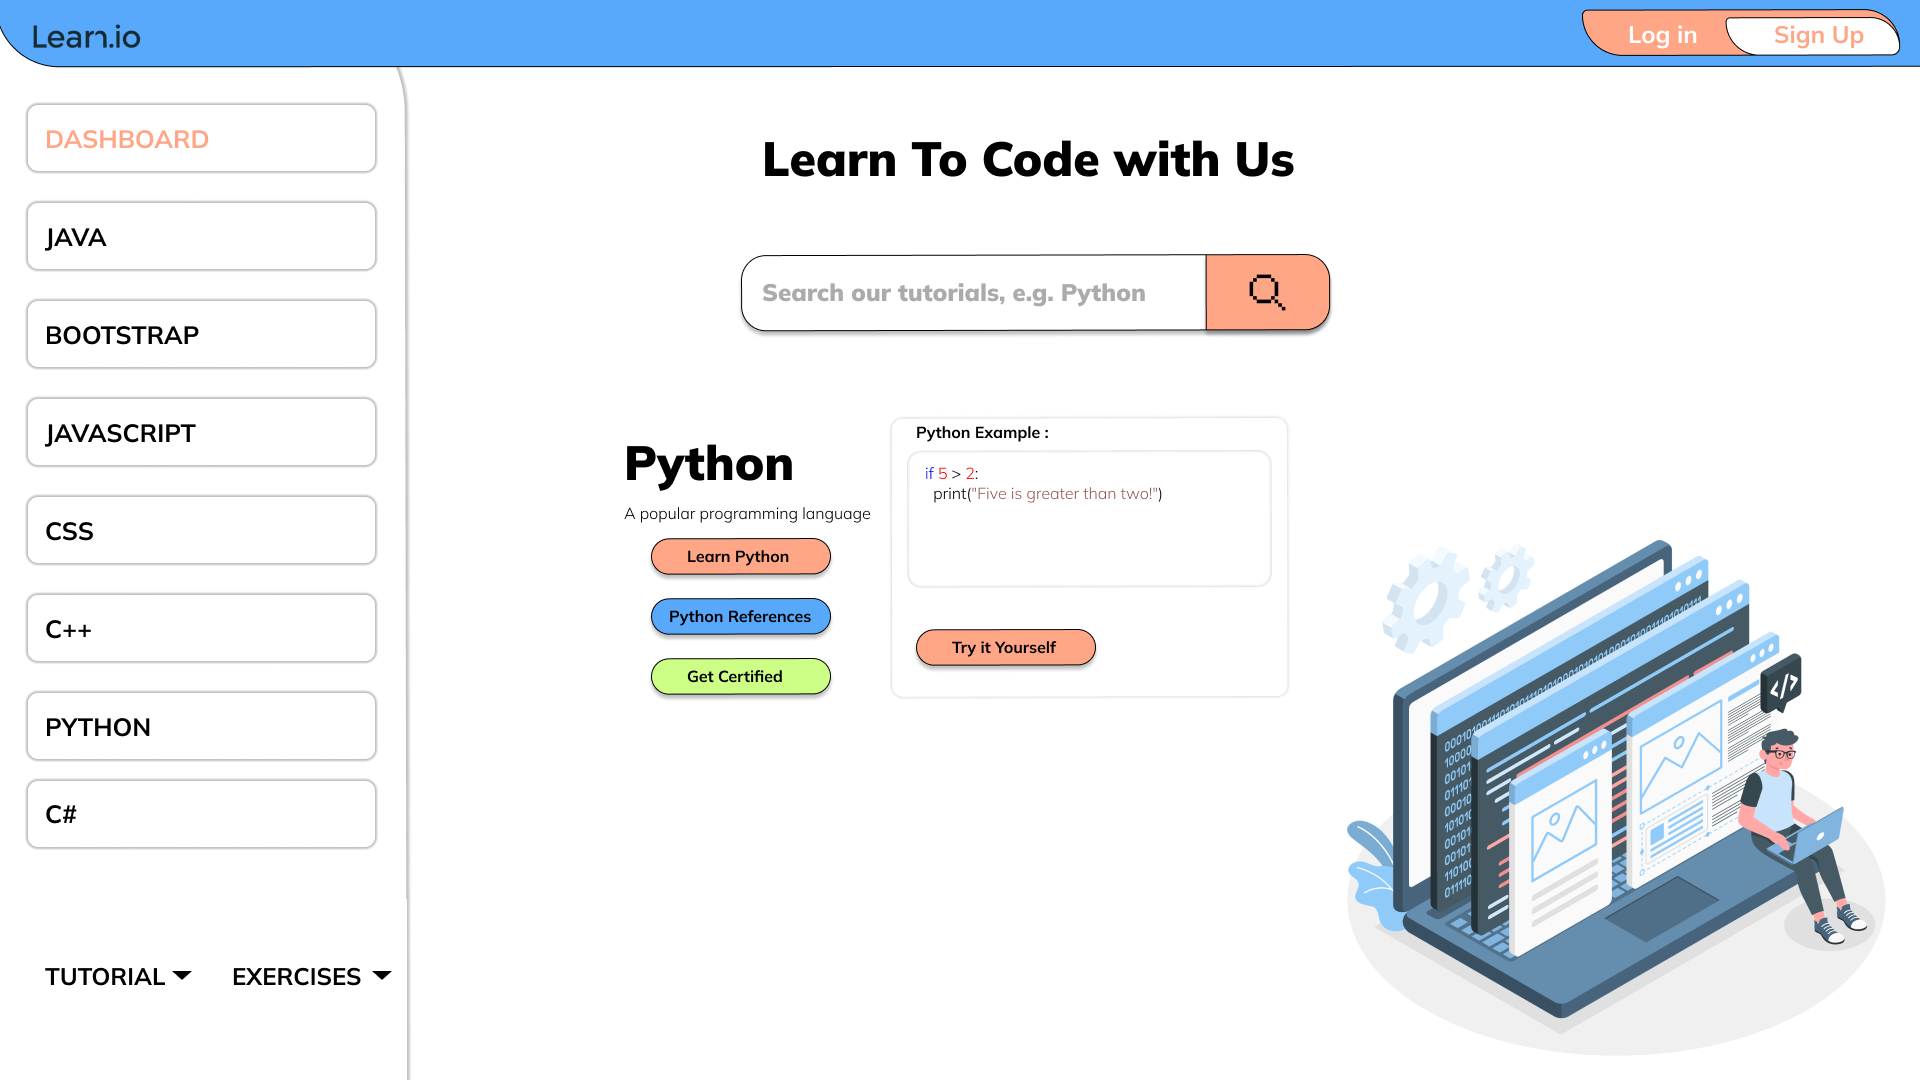 Learn.io
Log in
Sign Up
DASHBOARD
JAVA
BOOTSTRAP
JAVASCRIPT
CSS
C++
PYTHON
C#
TUTORIAL
EXERCISES
Learn To Code with Us
Search our tutorials, e.g. Python
Python
A popular programming language
Learn Python
Python References
Get Certified
Python Example :
if 5 > 2:
print("Five is greater than two!")
Try it Yourself
</>